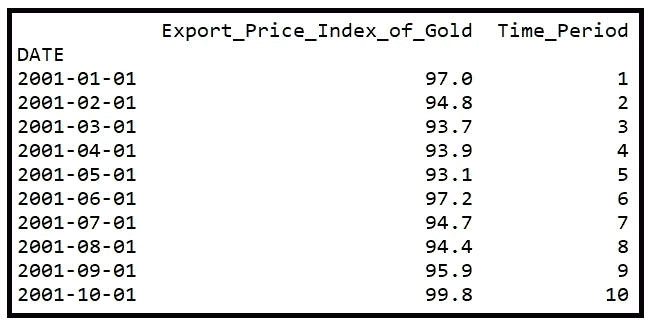 Export_Price_Index_of_Gold Time_Period
DATE
2001-01-01 97.0 1
2001-02-01 94.8 2
2001-03-01 93.7 3
2001-04-01 93.9 4
2001-05-01 93.1 5
2001-06-01 97.2 6
2001-07-01 94.7 7
2001-08-01 94.4 8
2001-09-01 95.9 9
2001-10-01 99.8 10